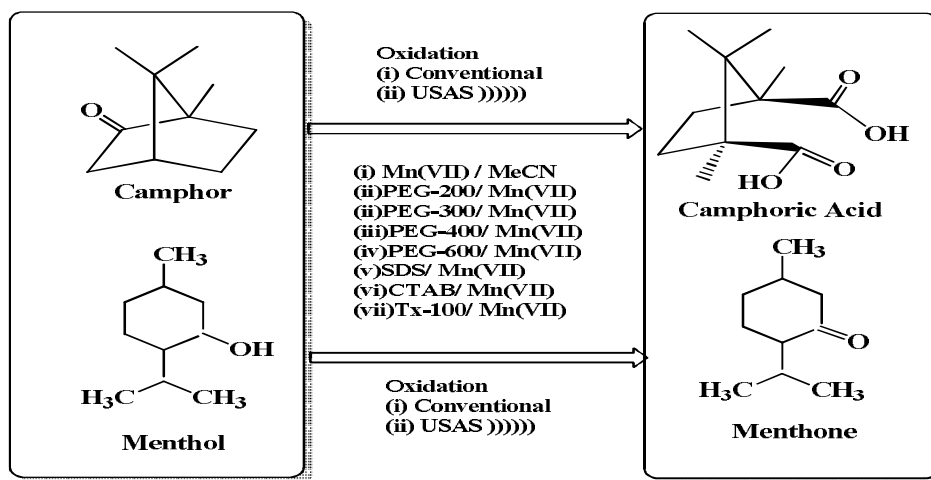 O
Camphor
CH3
OH
H3C
CH3
Menthol
Oxidation
(i) Conventional
(ii) USAS ))))))
(i) Mn(VII) / MeCN
(ii)PEG-200/ Mn(VII)
(ii)PEG-300/ Mn(VII)
(iii)PEG-400/ Mn(VII)
(iv)PEG-600/ Mn(VII)
(v)SDS/ Mn(VII)
(vi)CTAB/ Mn(VII)
(vii)Tx-100/ Mn(VII)
Oxidation
(i) Conventional
(ii) USAS ))))))
O
OH
O
HO
Camphoric Acid
CH3
O
H3C
CH3
Menthone